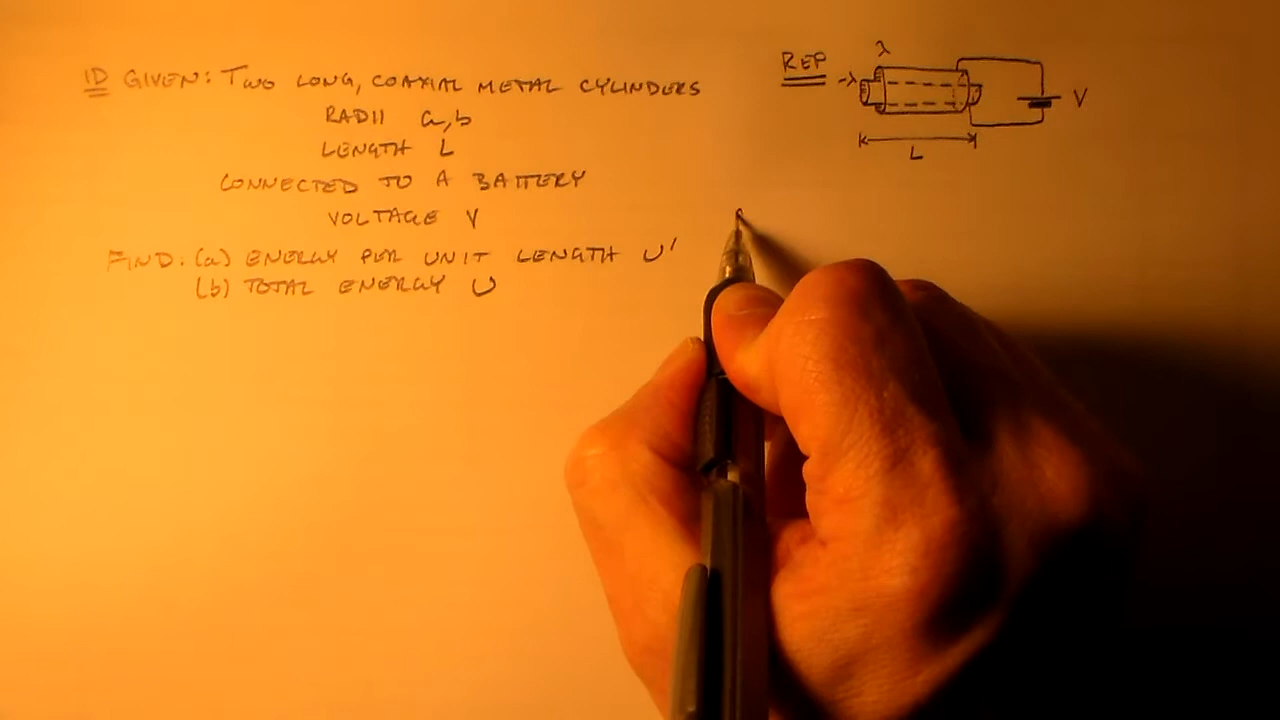 ID GIVEN: TWO LONG, COAXIAL METAL CYLINDERS
RADII a, b
LENGTH L
CONNECTED TO A BATTERY
VOLTAGE V
FIND: (a) ENERGY PER UNIT LENGTH U'
(b) TOTAL ENERGY U
REP
λ
-λ
V
L